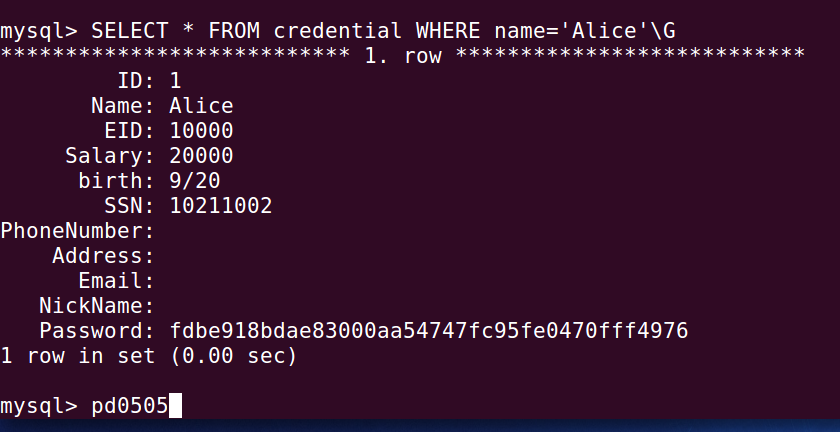 mysql> SELECT * FROM credential WHERE name='Alice'\G
*************************** 1. row ***************************
ID: 1
Name: Alice
EID: 10000
Salary: 20000
birth: 9/20
SSN: 10211002
PhoneNumber:
Address:
Email:
NickName:
Password: fdbe918bdae83000aa54747fc95fe0470fff4976
1 row in set (0.00 sec)
mysql> pd0505